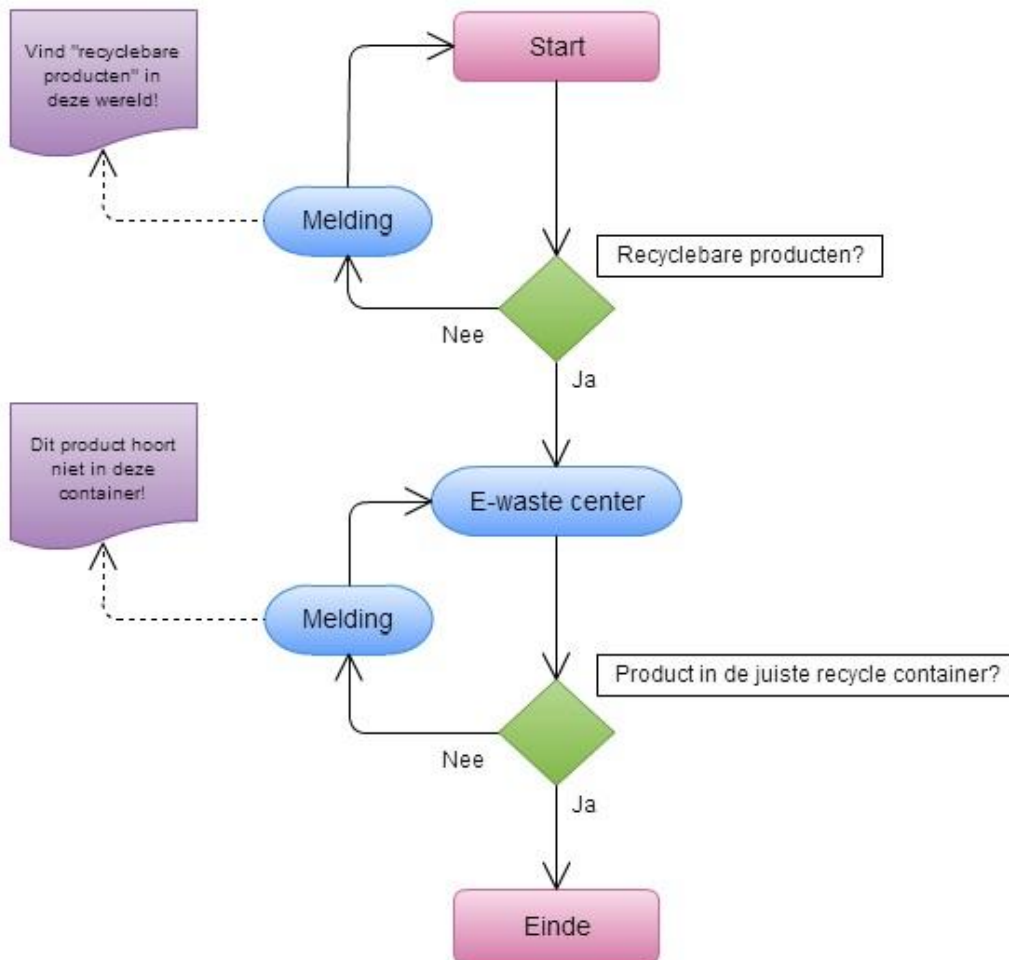 Vind "recyclebare
producten" in
deze wereld!
Start
Melding
Recyclebare producten?
Nee
Ja
Dit product hoort
niet in deze
container!
E-waste center
Melding
Product in de juiste recycle container?
Nee
Ja
Einde